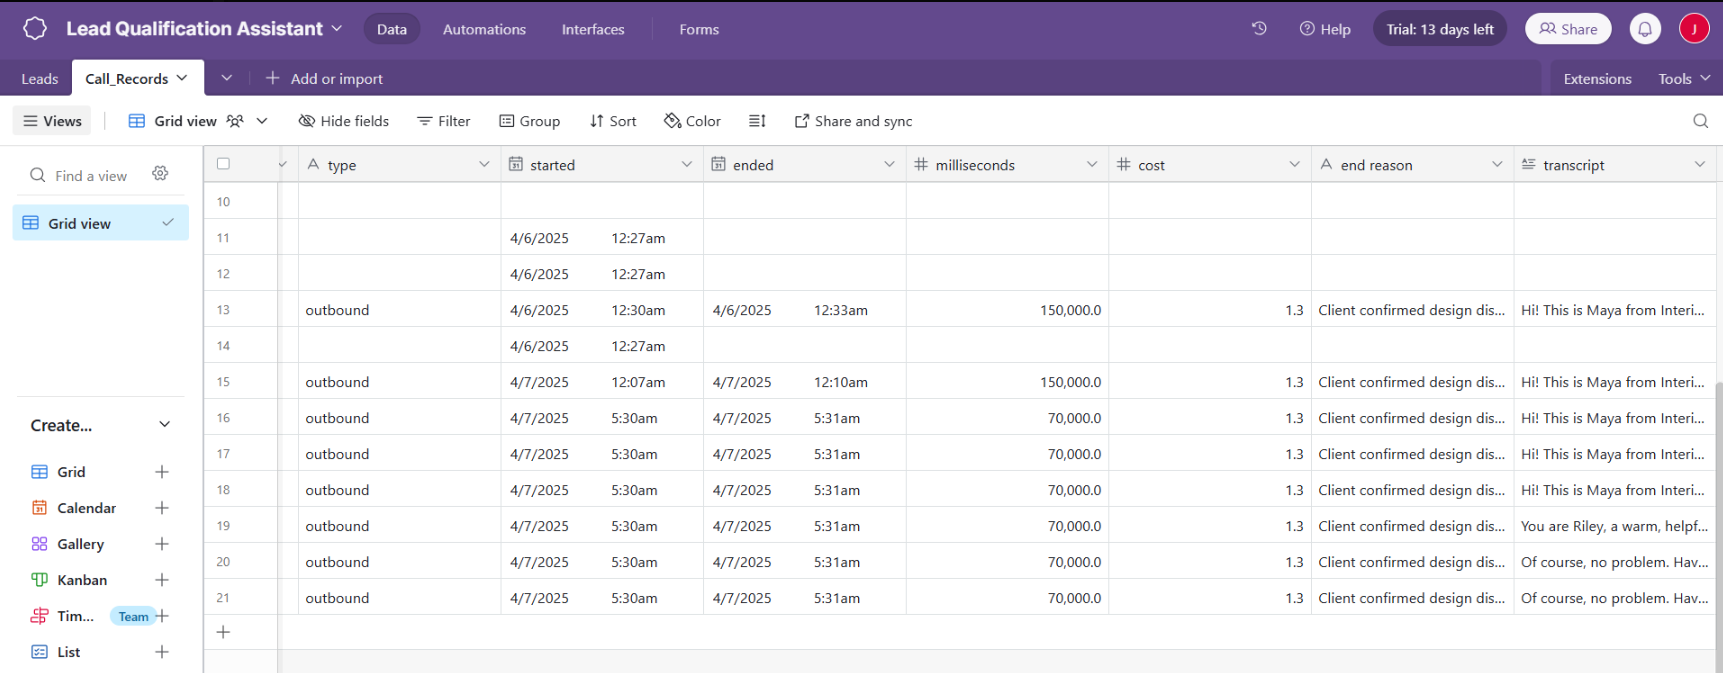 Lead Qualification Assistant Data Automations Interfaces Forms Help Trial: 13 days left Share J
Leads Call_Records Add or import Extensions Tools
Views Grid view Hide fields Filter Group Sort Color Share and sync
Find a view
Grid view
Create...
Grid
Calendar
Gallery
Kanban
Tim... Team
List
type started ended milliseconds cost end reason transcript
10
11 4/6/2025 12:27am
12 4/6/2025 12:27am
13 outbound 4/6/2025 12:30am 4/6/2025 12:33am 150,000.0 1.3 Client confirmed design dis... Hi! This is Maya from Interi...
14 4/6/2025 12:27am
15 outbound 4/7/2025 12:07am 4/7/2025 12:10am 150,000.0 1.3 Client confirmed design dis... Hi! This is Maya from Interi...
16 outbound 4/7/2025 5:30am 4/7/2025 5:31am 70,000.0 1.3 Client confirmed design dis... Hi! This is Maya from Interi...
17 outbound 4/7/2025 5:30am 4/7/2025 5:31am 70,000.0 1.3 Client confirmed design dis... Hi! This is Maya from Interi...
18 outbound 4/7/2025 5:30am 4/7/2025 5:31am 70,000.0 1.3 Client confirmed design dis... Hi! This is Maya from Interi...
19 outbound 4/7/2025 5:30am 4/7/2025 5:31am 70,000.0 1.3 Client confirmed design dis... You are Riley, a warm, helpf...
20 outbound 4/7/2025 5:30am 4/7/2025 5:31am 70,000.0 1.3 Client confirmed design dis... Of course, no problem. Hav...
21 outbound 4/7/2025 5:30am 4/7/2025 5:31am 70,000.0 1.3 Client confirmed design dis... Of course, no problem. Hav...